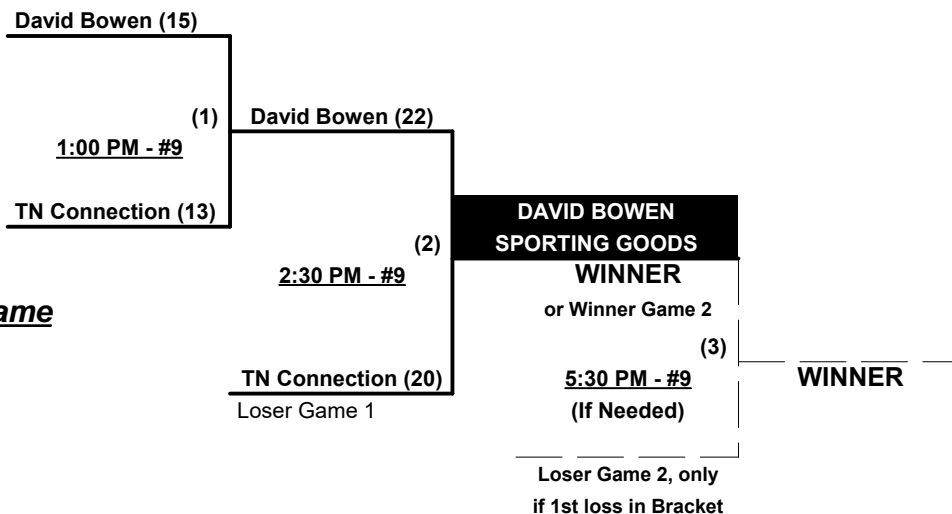 David Bowen (15)
(1)
David Bowen (22)
1:00 PM - #9
TN Connection (13)
DAVID BOWEN
SPORTING GOODS
(2)
2:30 PM - #9
WINNER
or Winner Game 2
(3)
TN Connection (20)
5:30 PM - #9
WINNER
Loser Game 1
(If Needed)
Loser Game 2, only
if 1st loss in Bracket